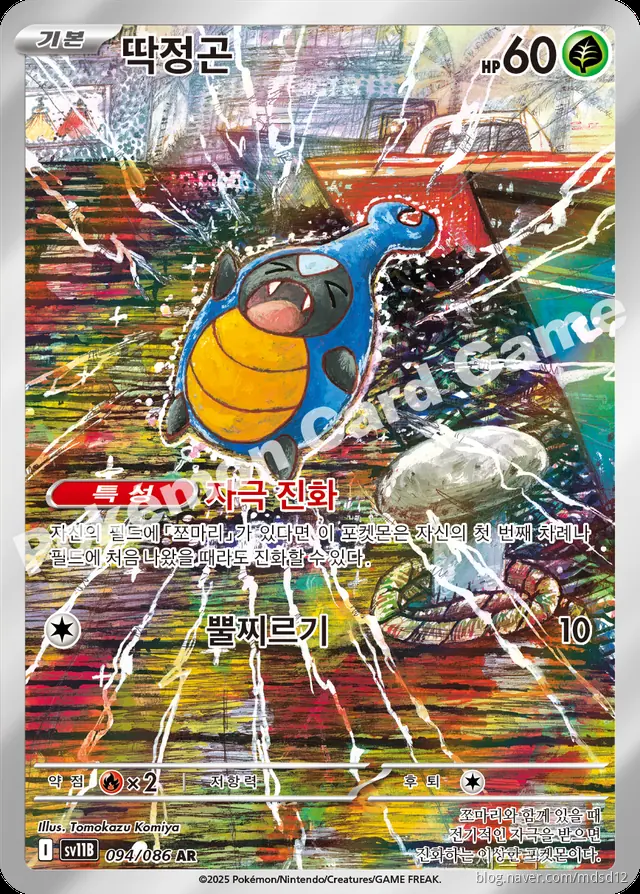 기본 딱정곤 HP 60
Pokémon Card Game
특성 자극 진화
자신의 필드에 「쪼마리」가 있다면 이 포켓몬은 자신의 첫 번째 차례나
필드에 처음 나왔을 때라도 진화할 수 있다.
뿔찌르기 10
약점 ×2 저항력 후퇴
쪼마리와 함께 있을 때
전기적인 자극을 받으면
진화하는 이상한 포켓몬이다.
Illus. Tomokazu Komiya
I sv11B 094/086 AR
©2025 Pokémon/Nintendo/Creatures/GAME FREAK.
blog.naver.com/mdsd12